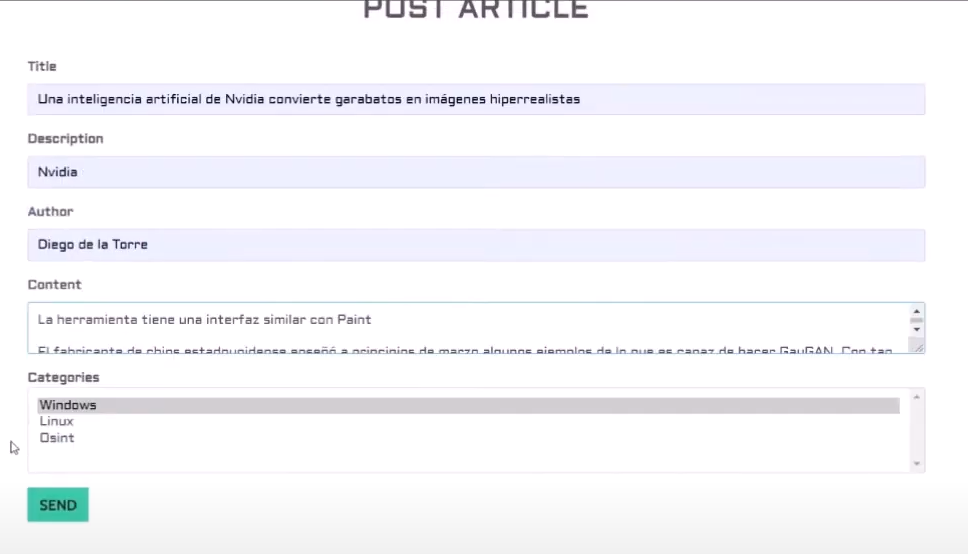 POST ARTICLE
Title
Una inteligencia artificial de Nvidia convierte garabatos en imágenes hiperrealistas
Description
Nvidia
Author
Diego de la Torre
Content
La herramienta tiene una interfaz similar con Paint
El fabricante de chips estadounidense enseñó a principios de marzo algunos ejemplos de lo que es capaz de hacer GauGAN. Con tan
Categories
Windows
Linux
Osint
SEND